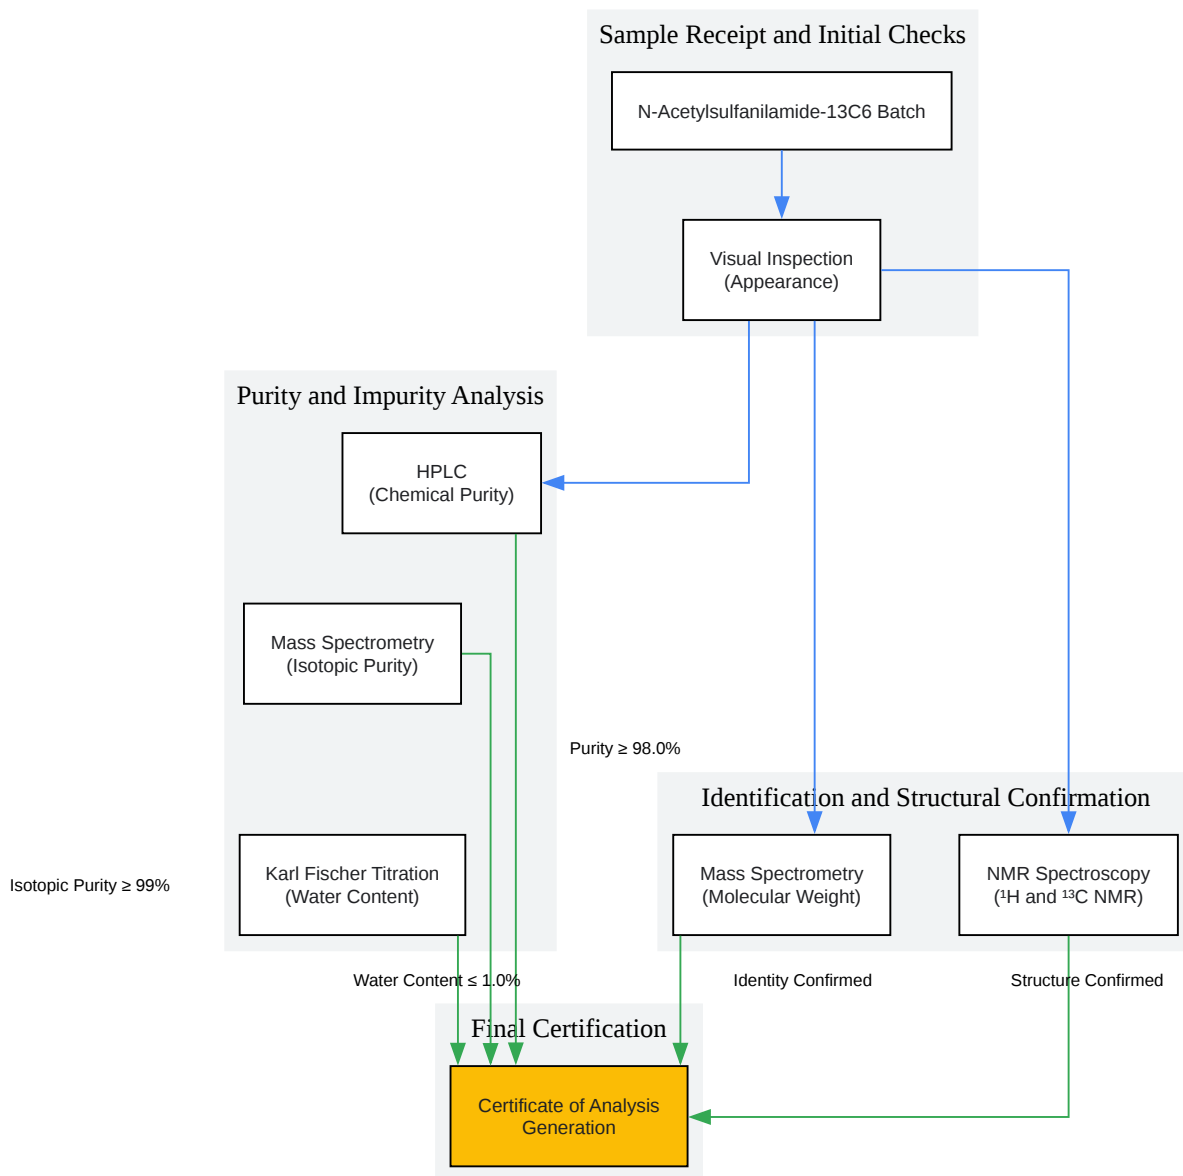 Sample Receipt and Initial Checks
N-Acetylsulfanilamide-13C6 Batch
Visual Inspection
(Appearance)
Purity and Impurity Analysis
HPLC
(Chemical Purity)
Mass Spectrometry
(Isotopic Purity)
Purity ≥ 98.0%
Identification and Structural Confirmation
Karl Fischer Titration
(Water Content)
Mass Spectrometry
(Molecular Weight)
NMR Spectroscopy
(¹H and ¹³C NMR)
Isotopic Purity ≥ 99%
Water Content ≤ 1.0%
Identity Confirmed
Structure Confirmed
Final Certification
Certificate of Analysis
Generation